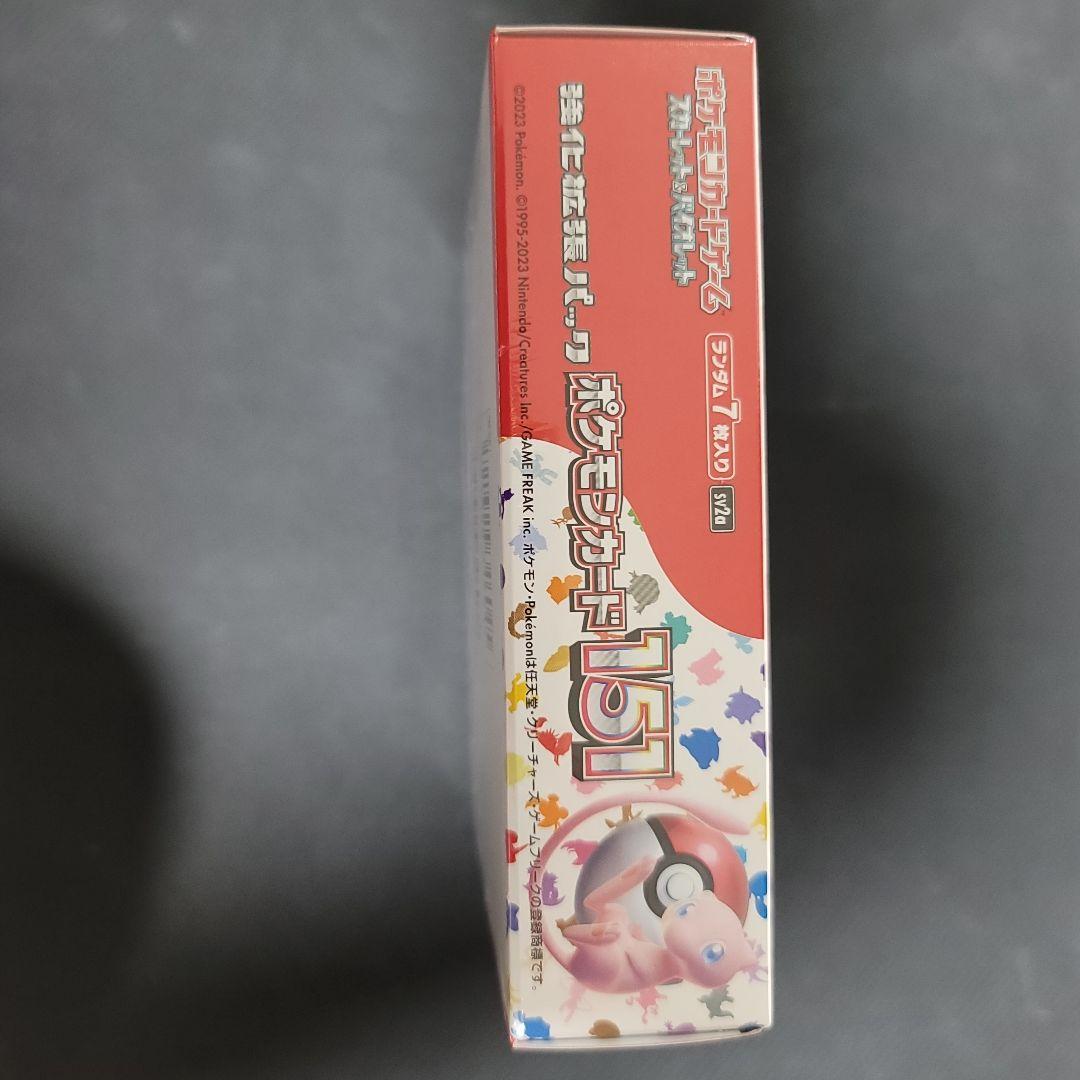 ポケモンカードゲーム
スカーレット&バイオレット
ランダム7枚入り
sv2a
強化拡張パック
ポケモンカード151
©2023 Pokémon. ©1995-2023 Nintendo/Creatures Inc./GAME FREAK inc. ポケモン・Pokémonは任天堂・クリーチャーズ・ゲームフリークの登録商標です。